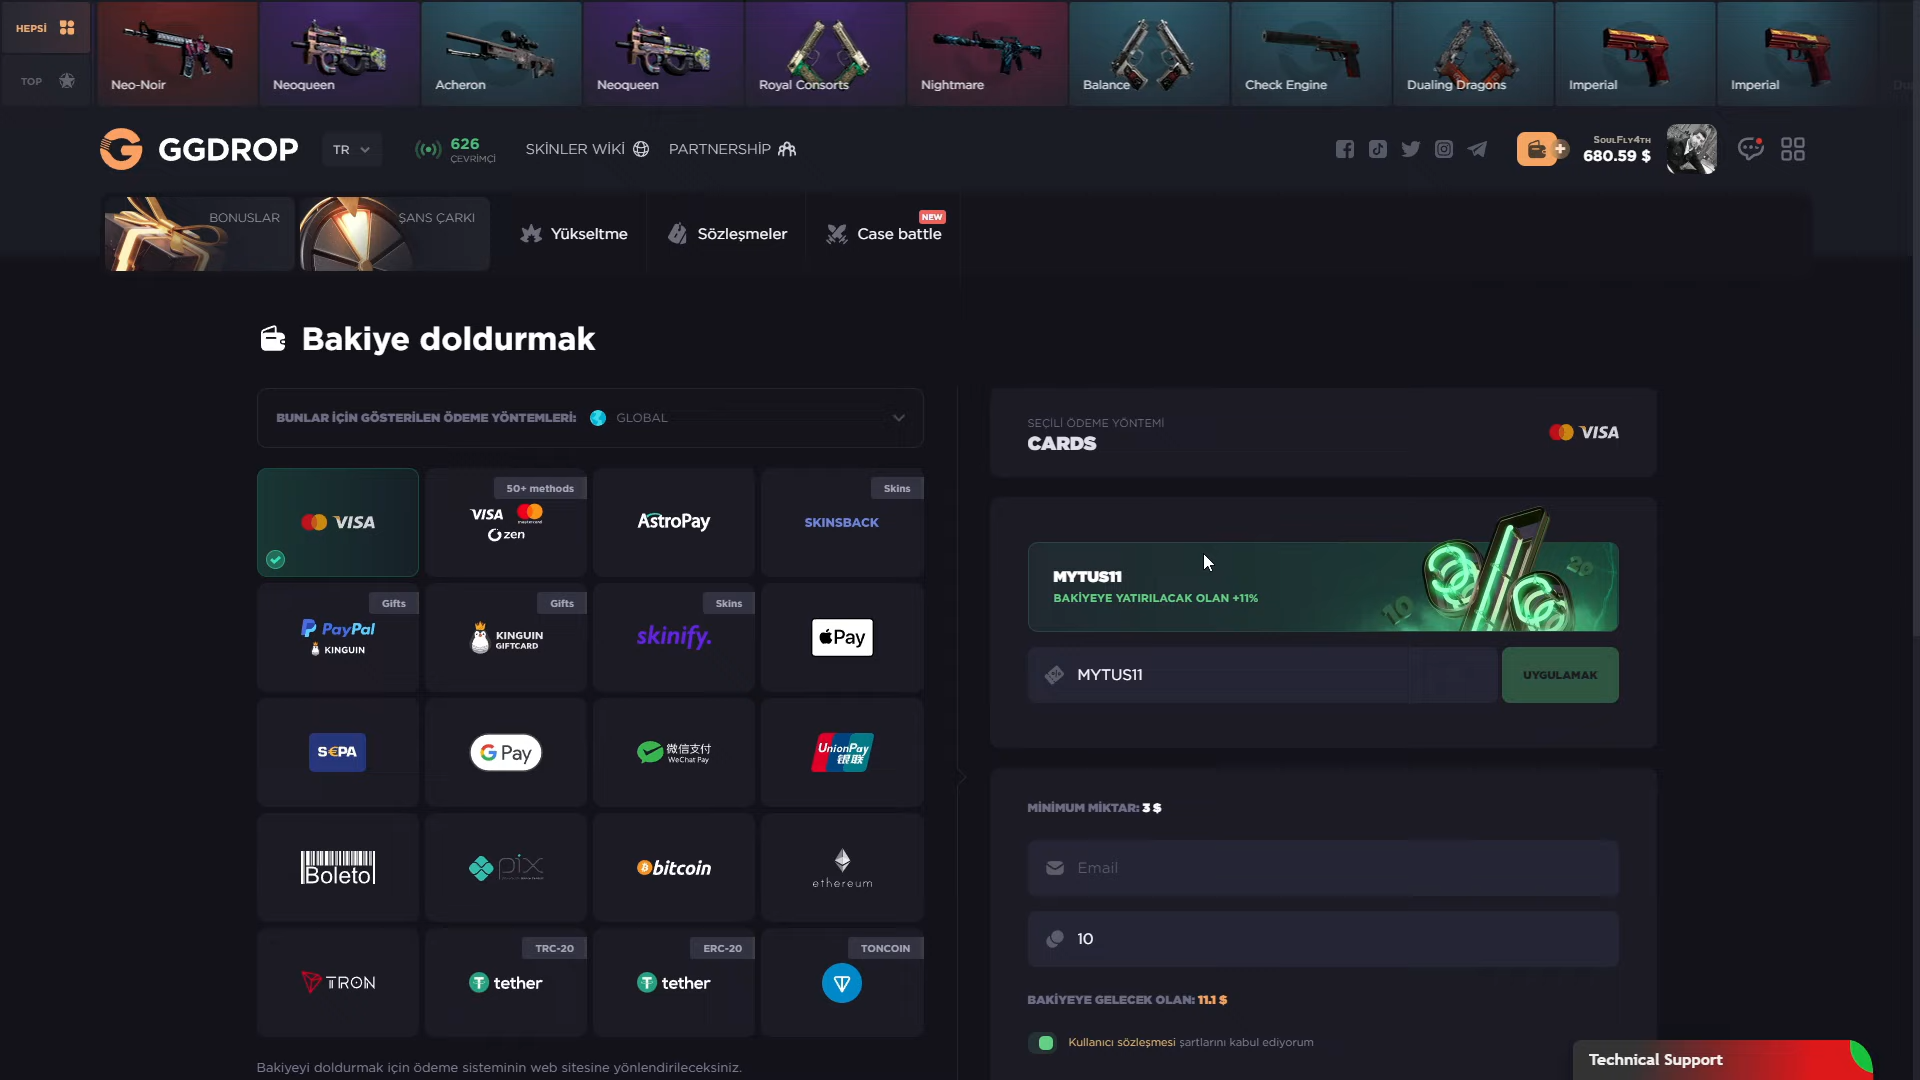 HEPSİ
TOP
Neo-Noir
Neoqueen
Acheron
Neoqueen
Royal Consorts
Nightmare
Balance
Check Engine
Dualing Dragons
Imperial
Imperial
GGDROP
TR
626
ÇEVRİMÇİ
SKİNLER WİKİ
PARTNERSHİP
SoulFly4th
680.59 $
BONUSLAR
ŞANS ÇARKI
Yükseltme
Sözleşmeler
NEW
Case battle
Bakiye doldurmak
BUNLAR İÇİN GÖSTERİLEN ÖDEME YÖNTEMLERİ: GLOBAL
VISA
50+ methods
VISA mastercard
zen
AstroPay
Skins
SKINSBACK
Gifts
PayPal
KINGUIN
Gifts
KINGUIN
GIFTCARD
Skins
skinify.
Pay
S€PA
G Pay
微信支付
WeChat Pay
UnionPay
银联
Boleto
pix
bitcoin
ethereum
TRON
TRC-20
tether
ERC-20
tether
TONCOIN
Bakiyeyi doldurmak için ödeme sisteminin web sitesine yönlendirileceksiniz.
SEÇİLİ ÖDEME YÖNTEMİ
CARDS
VISA
MYTUS11
BAKİYEYE YATIRILACAK OLAN +11%
10
20
MYTUS11
UYGULAMAK
MİNİMUM MİKTAR: 3 $
Email
10
BAKİYEYE GELECEK OLAN: 11.1 $
Kullanıcı sözleşmesi şartlarını kabul ediyorum
Technical Support